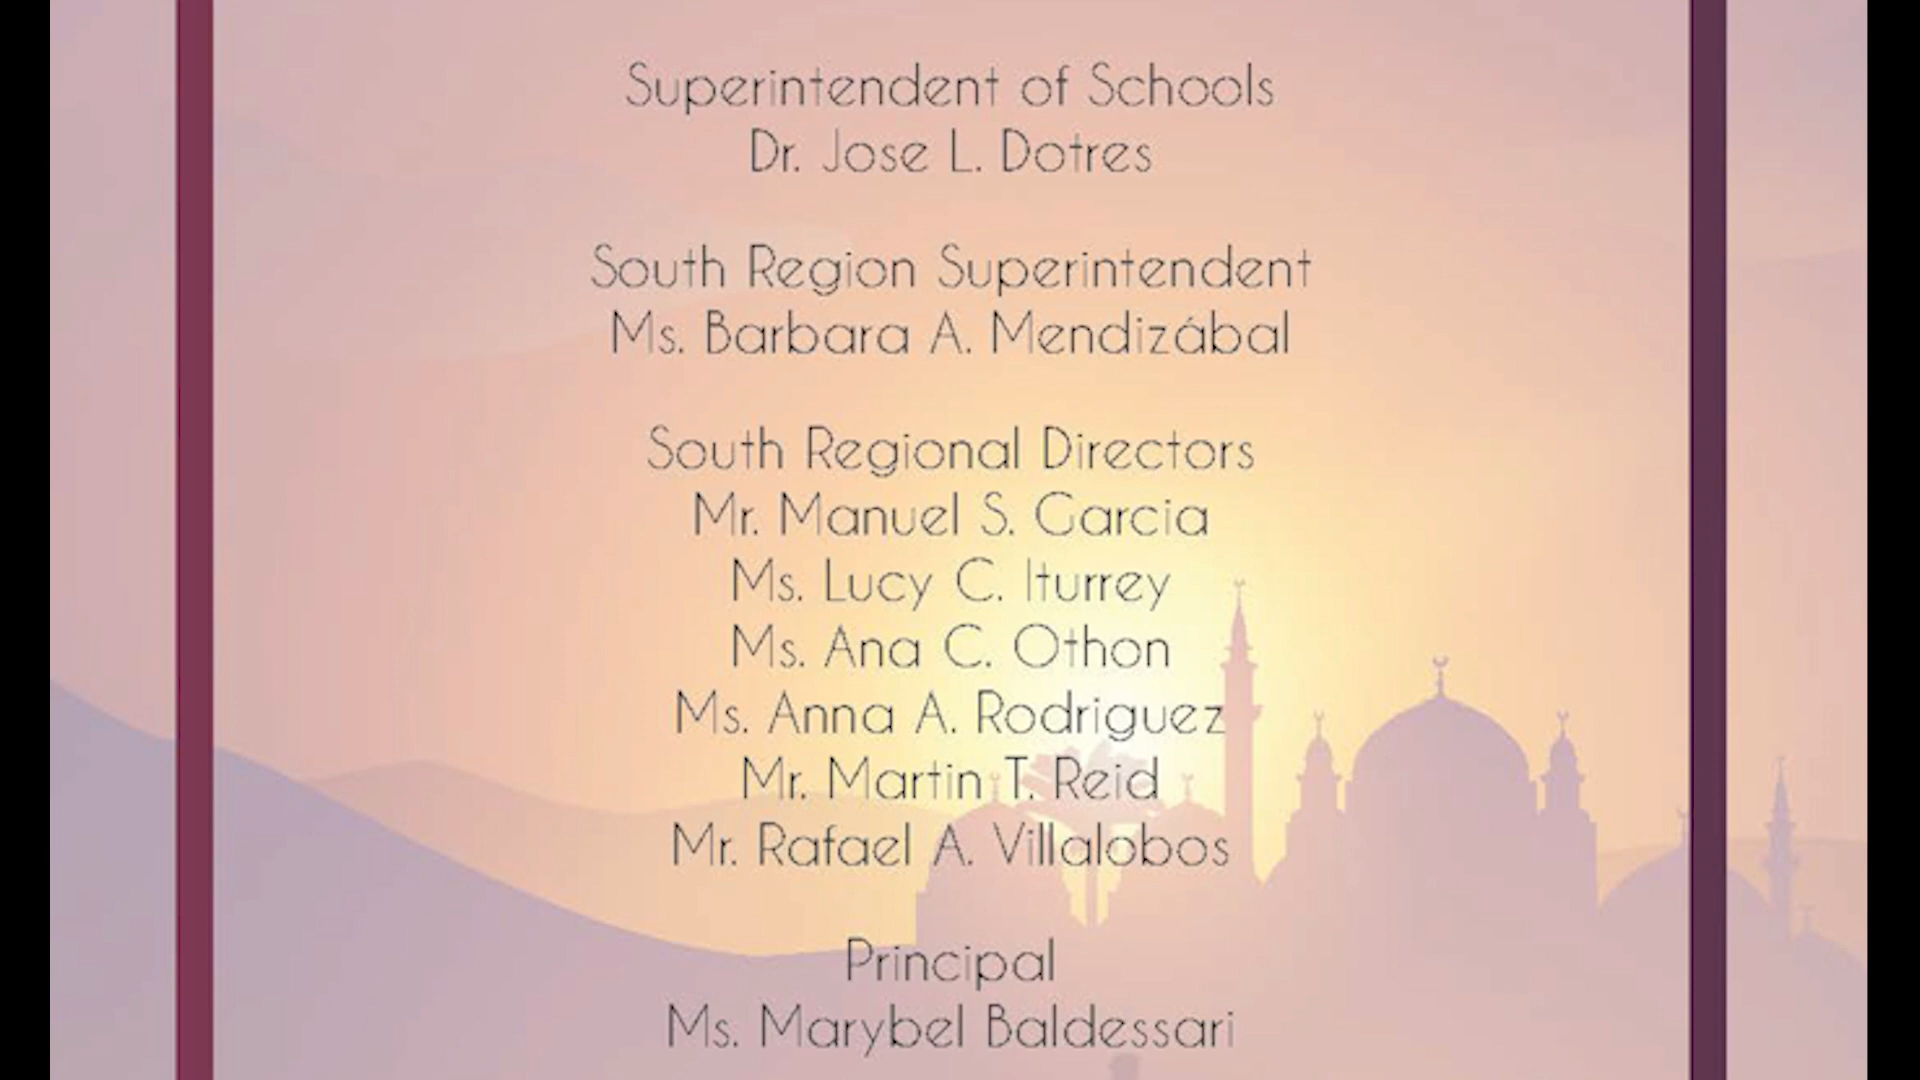 Superintendent of Schools
Dr. Jose L. Dotres
South Region Superintendent
Ms. Barbara A. Mendizábal
South Regional Directors
Mr. Manuel S. Garcia
Ms. Lucy C. Iturrey
Ms. Ana C. Othon
Ms. Anna A. Rodriguez
Mr. Martin T. Reid
Mr. Rafael A. Villalobos
Principal
Ms. Marybel Baldessari